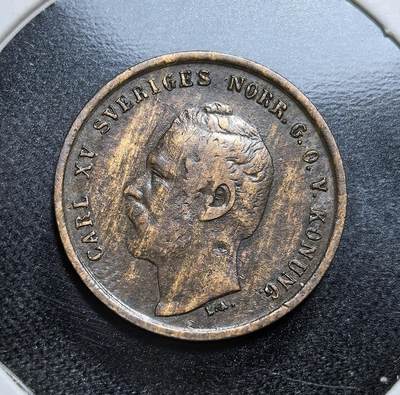 CARL XV SVERIGES NORR. G. O. V. KONUNG.
L.A.